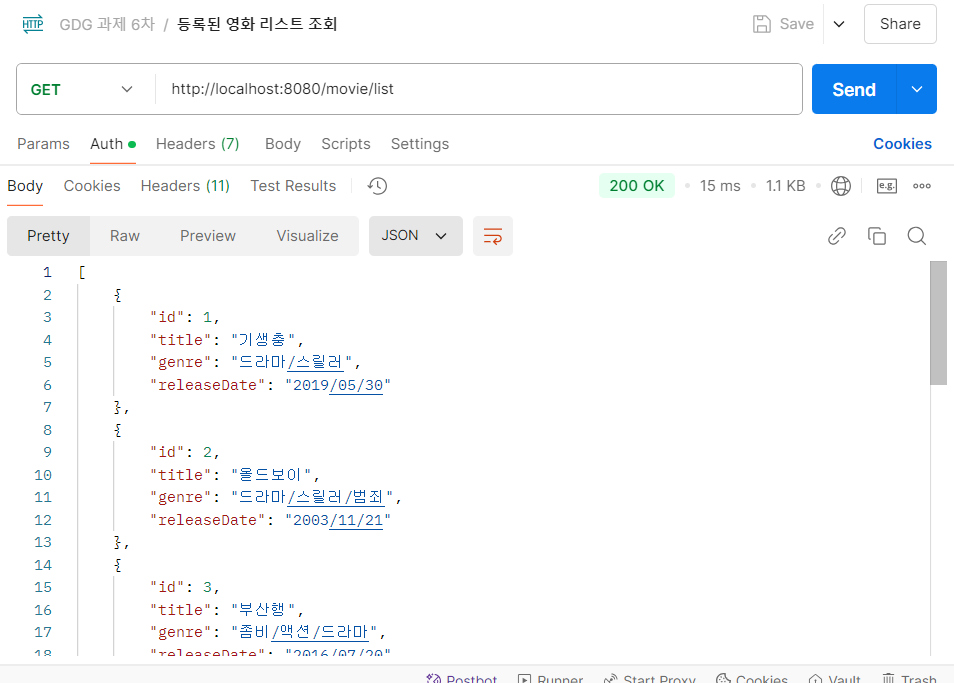 HTTP GDG 과제 6차 / 등록된 영화 리스트 조회 Save Share
GET http://localhost:8080/movie/list Send
Params Auth Headers (7) Body Scripts Settings Cookies
Body Cookies Headers (11) Test Results 200 OK 15 ms 1.1 KB e.g.
Pretty Raw Preview Visualize JSON
1 [
2 {
3 "id": 1,
4 "title": "기생충",
5 "genre": "드라마/스릴러",
6 "releaseDate": "2019/05/30"
7 },
8 {
9 "id": 2,
10 "title": "올드보이",
11 "genre": "드라마/스릴러/범죄",
12 "releaseDate": "2003/11/21"
13 },
14 {
15 "id": 3,
16 "title": "부산행",
17 "genre": "좀비/액션/드라마",
18 "releaseDate": "2016/07/20"
Postbot Runner Start Proxy Cookies Vault Trash